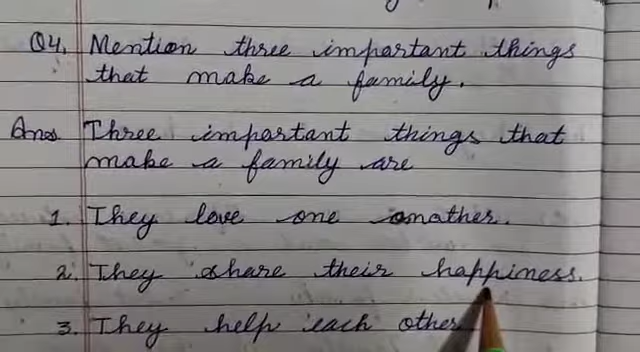 Q4. Mention three important things
that make a family.
Ans Three important things that
make a family are
1. They love one another.
2. They share their happiness.
3. They help each other